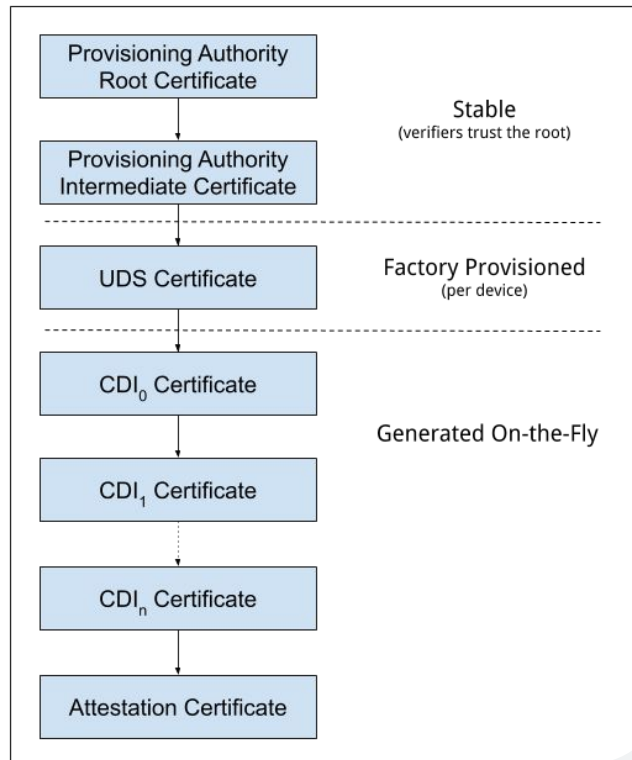 Provisioning Authority
Root Certificate
Stable
(verifiers trust the root)
Provisioning Authority
Intermediate Certificate
UDS Certificate
Factory Provisioned
(per device)
CDI₀ Certificate
Generated On-the-Fly
CDI₁ Certificate
CDIₙ Certificate
Attestation Certificate